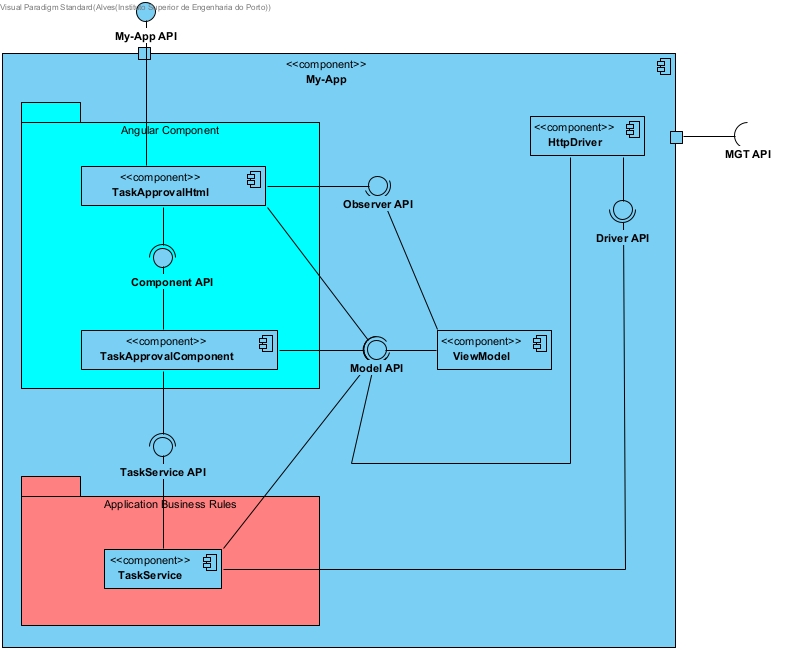 Visual Paradigm Standard(Alves(Instituto Superior de Engenharia do Porto))
My-App API
<<component>>
My-App
Angular Component
<<component>>
HttpDriver
MGT API
<<component>>
TaskApprovalHtml
Observer API
Driver API
Component API
<<component>>
TaskApprovalComponent
<<component>>
ViewModel
Model API
TaskService API
Application Business Rules
<<component>>
TaskService